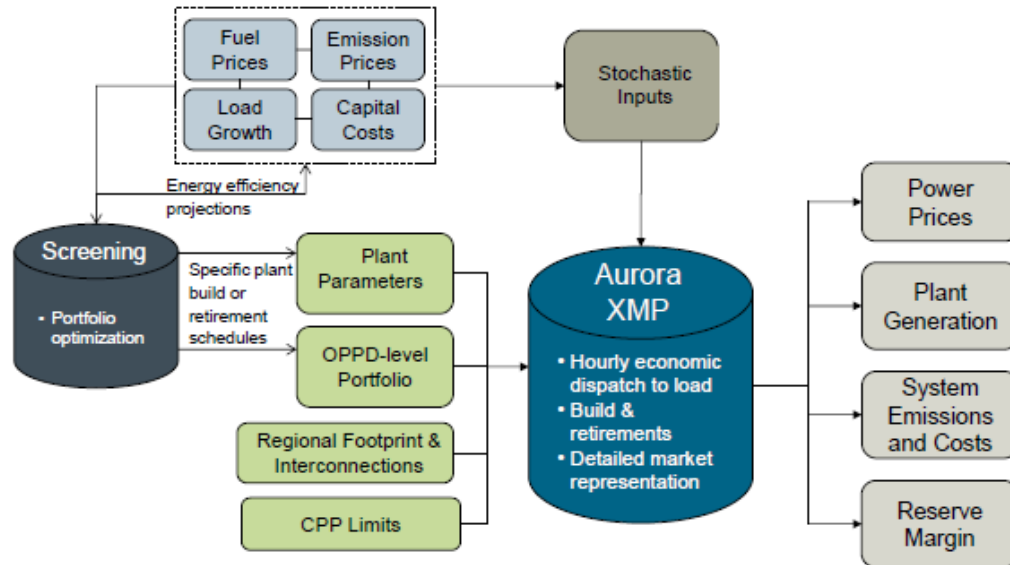 Fuel
Prices
Emission
Prices
Load
Growth
Capital
Costs
Stochastic
Inputs
Energy efficiency
projections
Screening
• Portfolio
optimization
Specific plant
build or
retirement
schedules
Plant
Parameters
OPPD-level
Portfolio
Regional Footprint &
Interconnections
CPP Limits
Aurora
XMP
• Hourly economic
dispatch to load
• Build &
retirements
• Detailed market
representation
Power
Prices
Plant
Generation
System
Emissions
and Costs
Reserve
Margin